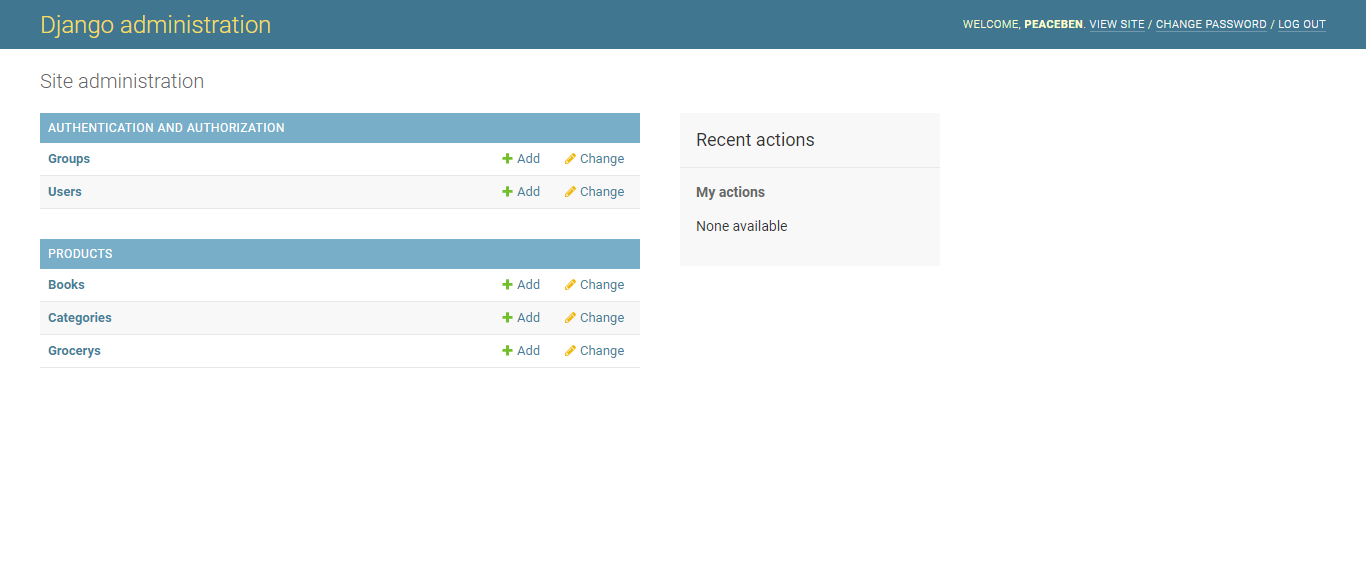 Django administration
WELCOME, PEACEBEN. VIEW SITE / CHANGE PASSWORD / LOG OUT
Site administration
AUTHENTICATION AND AUTHORIZATION
Groups Add Change
Users Add Change
PRODUCTS
Books Add Change
Categories Add Change
Grocerys Add Change
Recent actions
My actions
None available